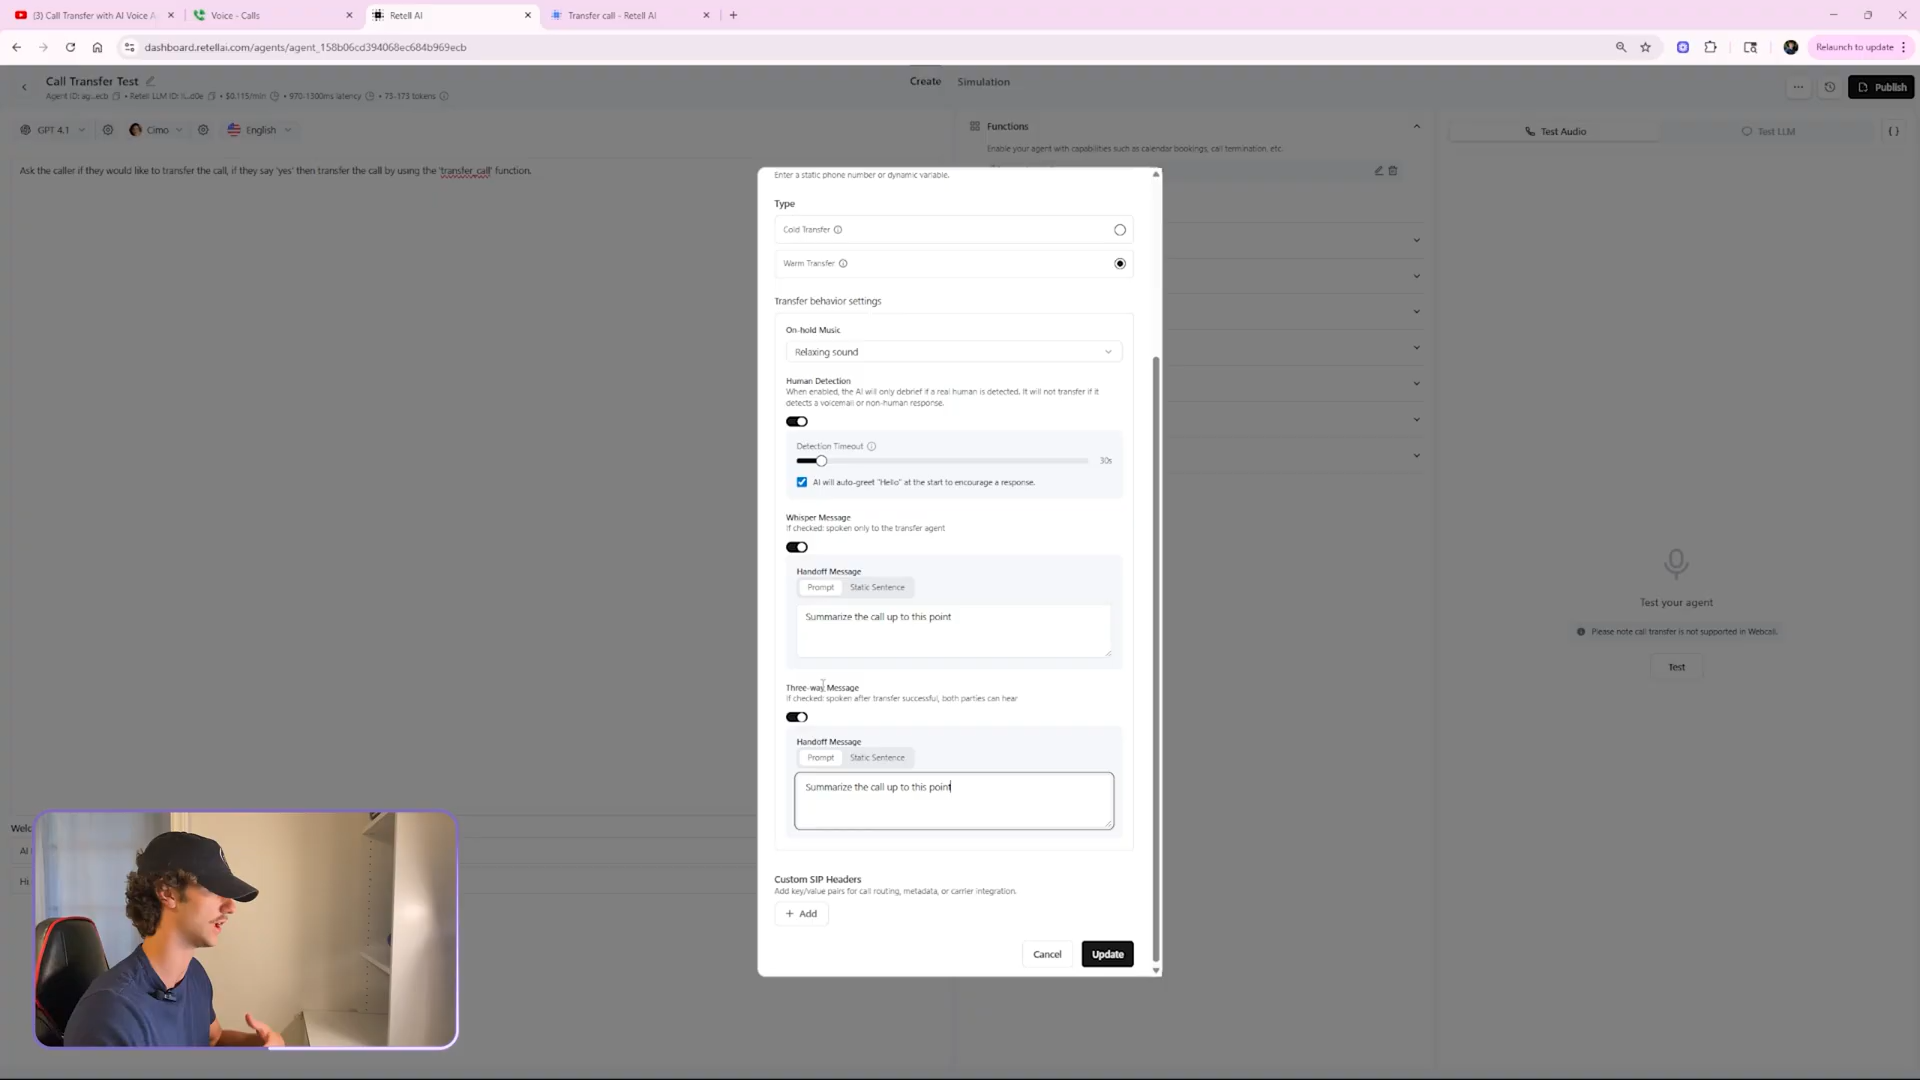 (3) Call Transfer with AI Voice A
Voice - Calls
Retell AI
Transfer call - Retell AI
dashboard.retellai.com/agents/agent_158b06cd394068ec684b969ecb
Relaunch to update
Call Transfer Test
Agent ID: ag...ecb • Retell LLM ID: ll...d0e • $0.115/min • 970-1300ms latency • 73-173 tokens
Create
Simulation
Publish
GPT 4.1
Cimo
English
Ask the caller if they would like to transfer the call, if they say 'yes' then transfer the call by using the 'transfer_call' function.
Functions
Enable your agent with capabilities such as calendar bookings, call termination, etc.
Test Audio
Test LLM
Enter a static phone number or dynamic variable.
Type
Cold Transfer
Warm Transfer
Transfer behavior settings
On-hold Music
Relaxing sound
Human Detection
When enabled, the AI will only debrief if a real human is detected. It will not transfer if it
detects a voicemail or non-human response.
Detection Timeout
30s
AI will auto-greet "Hello" at the start to encourage a response.
Whisper Message
If checked: spoken only to the transfer agent
Handoff Message
Prompt
Static Sentence
Summarize the call up to this point
Three-way Message
If checked: spoken after transfer successful, both parties can hear
Handoff Message
Prompt
Static Sentence
Summarize the call up to this point
Custom SIP Headers
Add key/value pairs for call routing, metadata, or carrier integration.
+ Add
Cancel
Update
Test your agent
Please note call transfer is not supported in Webcall.
Test
Welc
AI
Hi